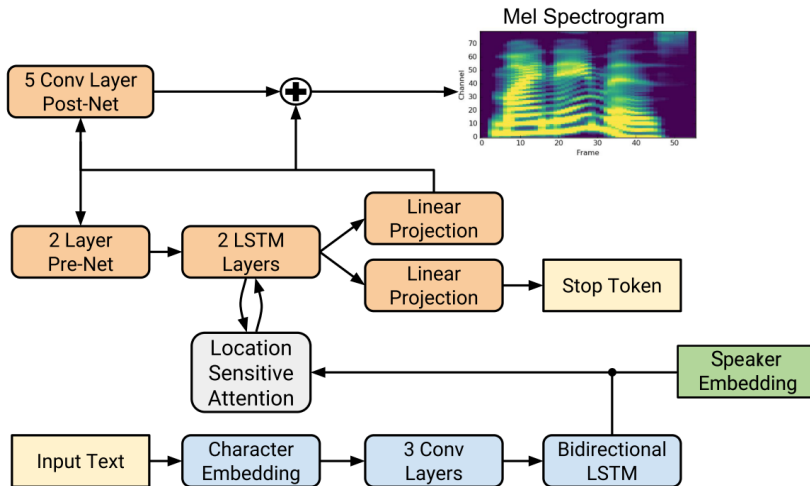 Mel Spectrogram
5 Conv Layer
Post-Net
Channel
70
60
50
40
30
20
10
0
0 10 20 30 40 50
Frame
2 Layer
Pre-Net
2 LSTM
Layers
Linear
Projection
Linear
Projection
Stop Token
Location
Sensitive
Attention
Speaker
Embedding
Input Text
Character
Embedding
3 Conv
Layers
Bidirectional
LSTM